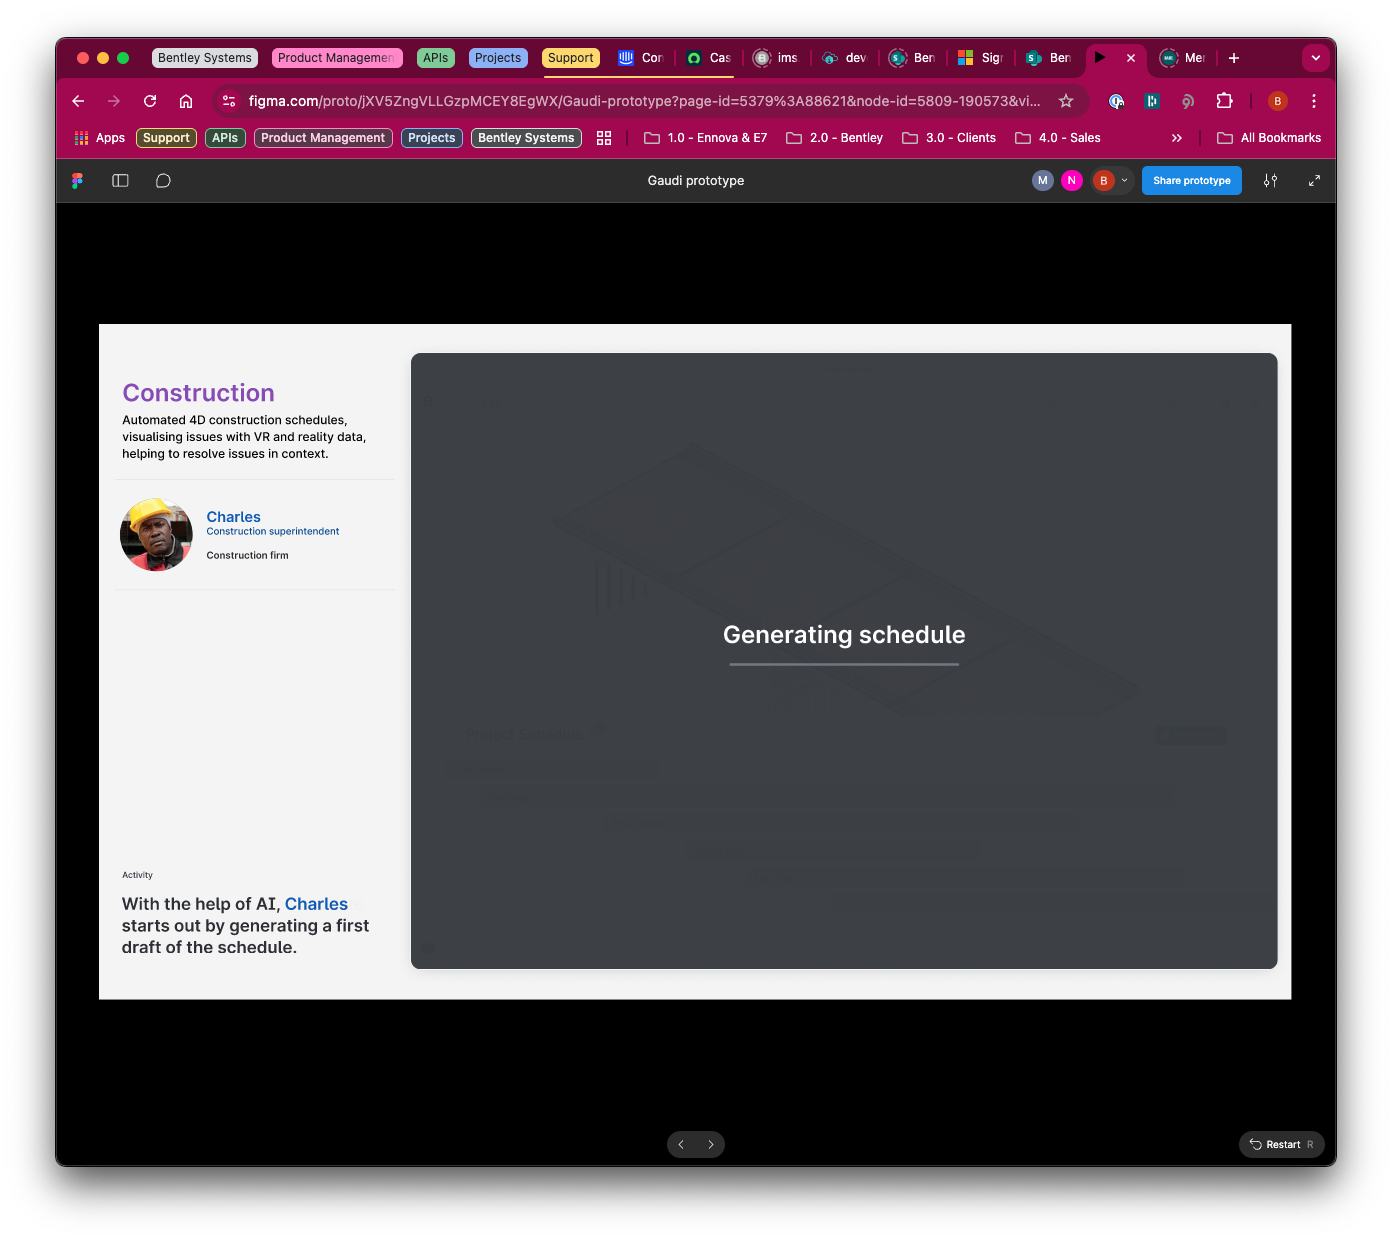 Bentley Systems
Product Managemen
APIs
Projects
Support
Con
Cas
ims
dev
Ben
Sig
Ben
Me
figma.com/proto/jXV5ZngVLLGzpMCEY8EgWX/Gaudi-prototype?page-id=5379%3A88621&node-id=5809-190573&vi...
B
Apps
Support
APIs
Product Management
Projects
Bentley Systems
1.0 - Ennova & E7
2.0 - Bentley
3.0 - Clients
4.0 - Sales
All Bookmarks
Gaudi prototype
M
N
B
Share prototype
Construction
Automated 4D construction schedules,
visualising issues with VR and reality data,
helping to resolve issues in context.
Charles
Construction superintendent
Construction firm
Generating schedule
Project Schedule
Activity
With the help of AI, Charles
starts out by generating a first
draft of the schedule.
Restart R